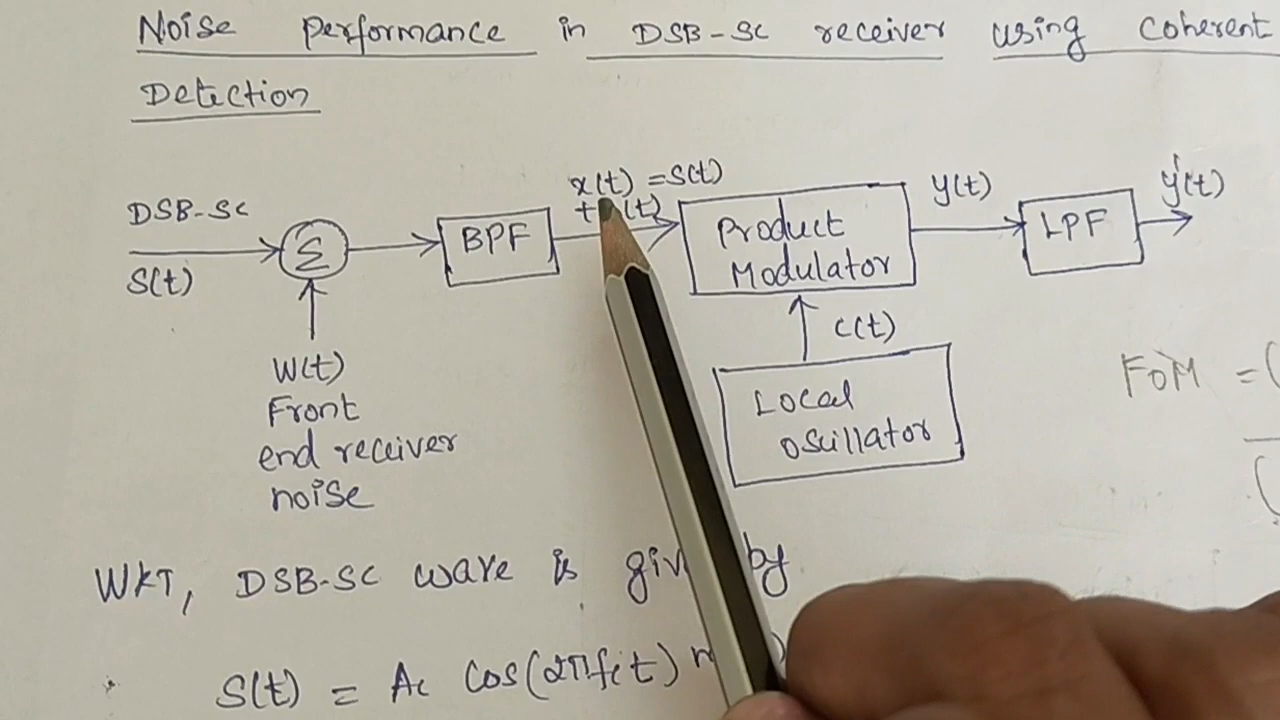 Noise Performance in DSB-SC receiver using Coherent
Detection
DSB-SC
S(t)
Σ
W(t)
Front
end receiver
noise
BPF
x(t) = S(t)
+ (t)
Product
Modulator
C(t)
Local
Oscillator
y(t)
LPF
y'(t)
FOM = (
WKT, DSB-SC wave is by
S(t) = Ac Cos(2πfct)